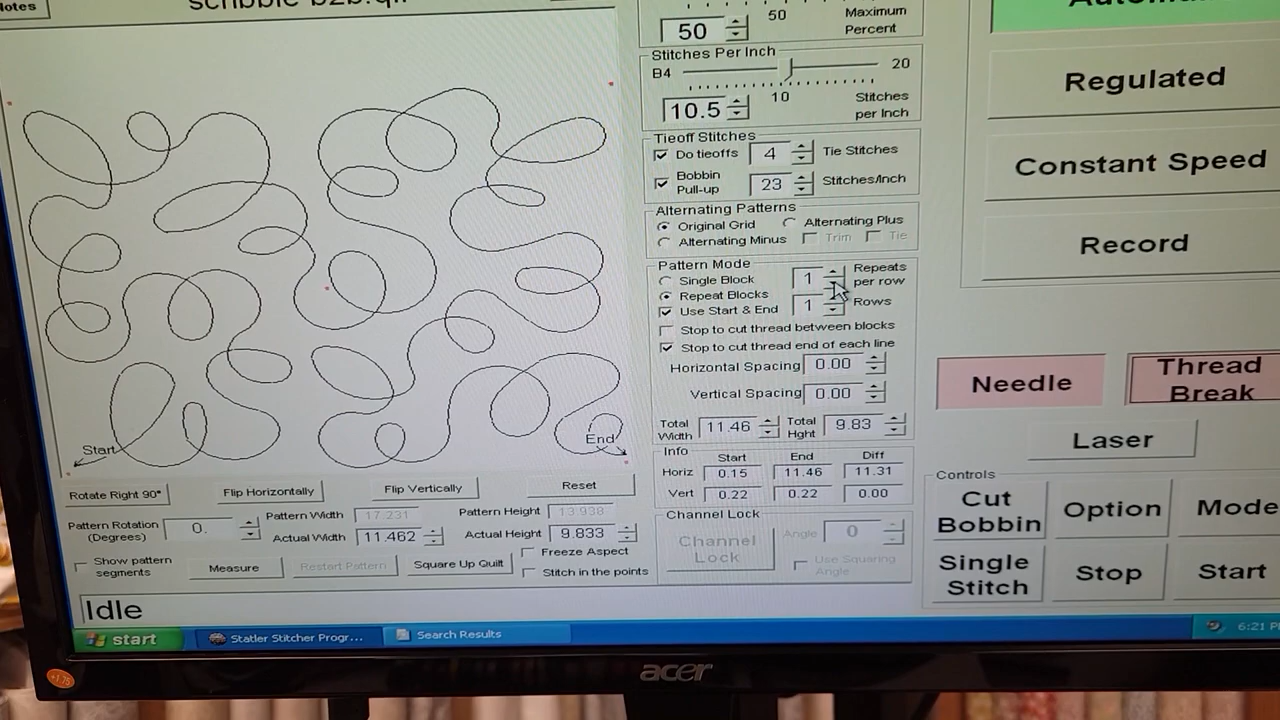 Notes
scribble b2b.qli
50
50
Maximum
Percent
Stitches Per Inch
B4
20
10.5
10
Stitches
per Inch
Tieoff Stitches
Do tieoffs
4
Tie Stitches
Bobbin
Pull-up
23
Stitches/Inch
Alternating Patterns
Original Grid
Alternating Plus
Alternating Minus
Trim
Tie
Pattern Mode
Single Block
1
Repeats
per row
Repeat Blocks
Use Start & End
1
Rows
Stop to cut thread between blocks
Stop to cut thread end of each line
Horizontal Spacing
0.00
Vertical Spacing
0.00
Total
Width
11.46
Total
Hght
9.83
Info
Start
End
Diff
Horiz
0.15
11.46
11.31
Vert
0.22
0.22
0.00
Channel Lock
Channel
Lock
Angle
0
Use Squaring
Angle
Start
End
Rotate Right 90°
Flip Horizontally
Flip Vertically
Reset
Pattern Rotation
(Degrees)
0.
Pattern Width
17.231
Pattern Height
13.938
Actual Width
11.462
Actual Height
9.833
Show pattern
segments
Measure
Restart Pattern
Square Up Quilt
Freeze Aspect
Stitch in the points
Regulated
Constant Speed
Record
Needle
Thread
Break
Laser
Controls
Cut
Bobbin
Option
Mode
Single
Stitch
Stop
Start
Idle
start
Statler Stitcher Progr...
Search Results
6:21 P
acer
+1.75